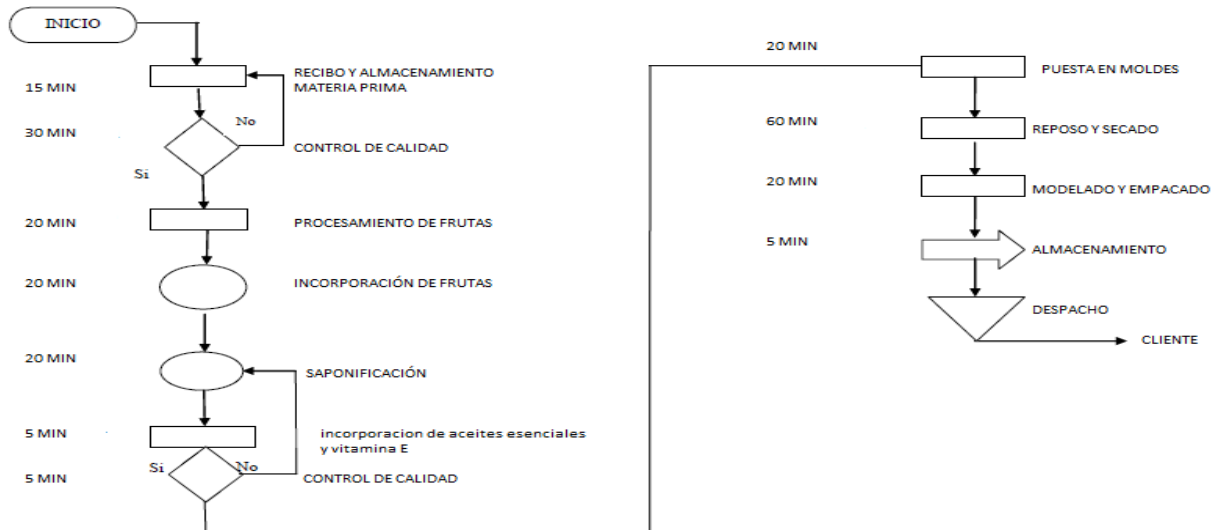 INICIO
15 MIN
RECIBO Y ALMACENAMIENTO
MATERIA PRIMA
No
30 MIN
CONTROL DE CALIDAD
Si
20 MIN
PROCESAMIENTO DE FRUTAS
20 MIN
INCORPORACIÓN DE FRUTAS
20 MIN
SAPONIFICACIÓN
5 MIN
incorporacion de aceites esenciales
y vitamina E
Si
No
5 MIN
CONTROL DE CALIDAD
20 MIN
PUESTA EN MOLDES
60 MIN
REPOSO Y SECADO
20 MIN
MODELADO Y EMPACADO
5 MIN
ALMACENAMIENTO
DESPACHO
CLIENTE